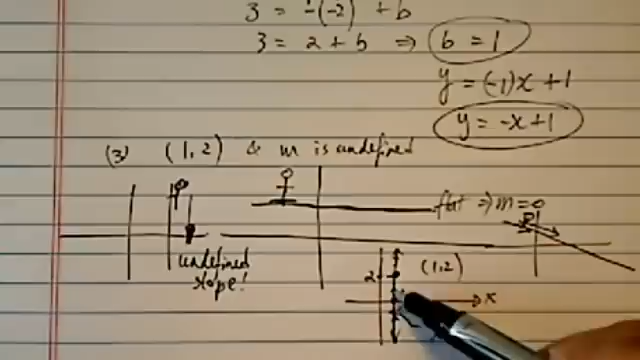 3 = -(-2) + b
3 = 2 + b ⇒ b = 1
y = (-1)x + 1
y = -x + 1
(3) (1,2) & m is undefined
flat ⇒ m = 0
undefined
slope!
2 (1,2)
x